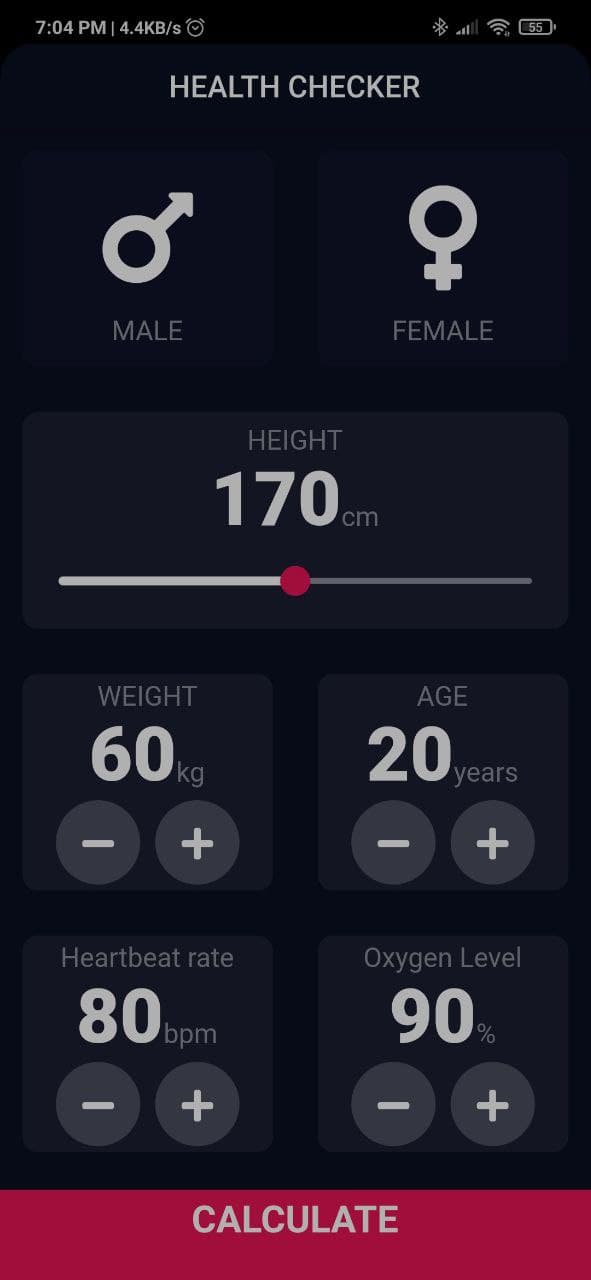 7:04 PM | 4.4KB/s 55
HEALTH CHECKER
MALE FEMALE
HEIGHT
170cm
WEIGHT AGE
60kg 20years
− + − +
Heartbeat rate Oxygen Level
80bpm 90%
− + − +
CALCULATE